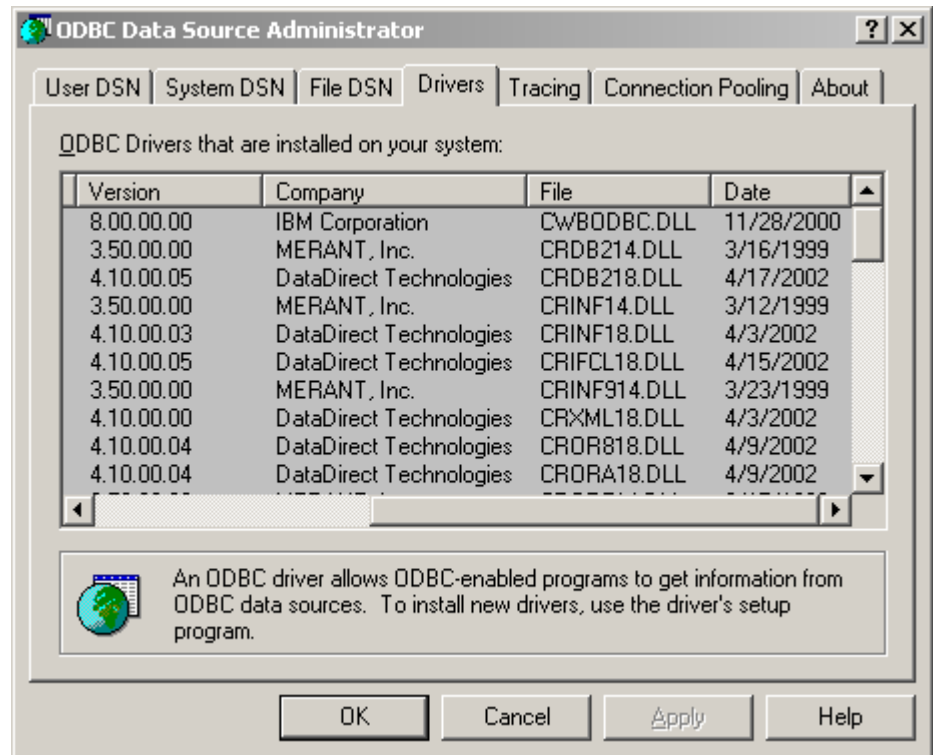 ODBC Data Source Administrator
User DSN System DSN File DSN Drivers Tracing Connection Pooling About
ODBC Drivers that are installed on your system:
Version Company File Date
8.00.00.00 IBM Corporation CWBODBC.DLL 11/28/2000
3.50.00.00 MERANT, Inc. CRDB214.DLL 3/16/1999
4.10.00.05 DataDirect Technologies CRDB218.DLL 4/17/2002
3.50.00.00 MERANT, Inc. CRINF14.DLL 3/12/1999
4.10.00.03 DataDirect Technologies CRINF18.DLL 4/3/2002
4.10.00.05 DataDirect Technologies CRIFCL18.DLL 4/15/2002
3.50.00.00 MERANT, Inc. CRINF914.DLL 3/23/1999
4.10.00.00 DataDirect Technologies CRXML18.DLL 4/3/2002
4.10.00.04 DataDirect Technologies CROR818.DLL 4/9/2002
4.10.00.04 DataDirect Technologies CRORA18.DLL 4/9/2002
An ODBC driver allows ODBC-enabled programs to get information from
ODBC data sources. To install new drivers, use the driver's setup
program.
OK Cancel Apply Help